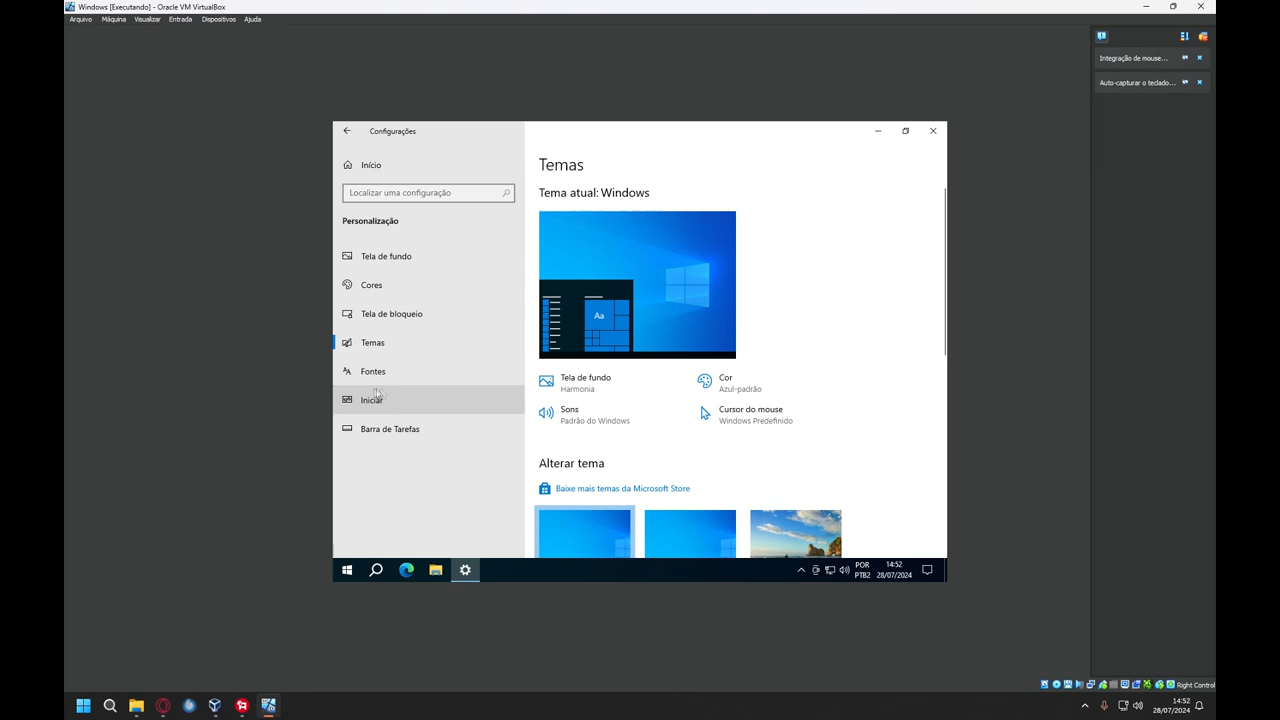 Windows [Executando] - Oracle VM VirtualBox
Arquivo Máquina Visualizar Entrada Dispositivos Ajuda
Integração de mouse...
Auto-capturar o teclado...
Configurações
Início
Localizar uma configuração
Personalização
Tela de fundo
Cores
Tela de bloqueio
Temas
Fontes
Iniciar
Barra de Tarefas
Temas
Tema atual: Windows
Aa
Tela de fundo
Harmonia
Cor
Azul-padrão
Sons
Padrão do Windows
Cursor do mouse
Windows Predefinido
Alterar tema
Baixe mais temas da Microsoft Store
POR
PTB2
14:52
28/07/2024
Right Control
14:52
28/07/2024